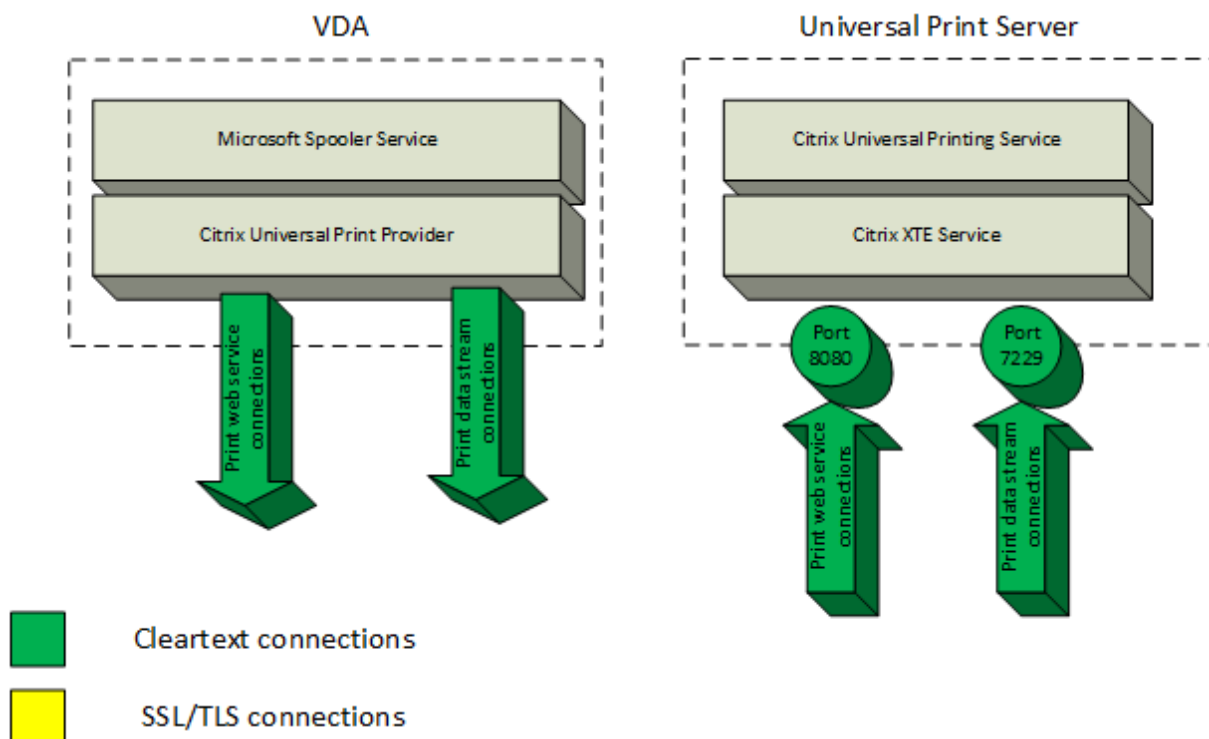 VDA
Universal Print Server
Microsoft Spooler Service
Citrix Universal Print Provider
Citrix Universal Printing Service
Citrix XTE Service
Print web service
connections
Print data stream
connections
Port
8080
Port
7229
Print web service
connections
Print data stream
connections
Cleartext connections
SSL/TLS connections